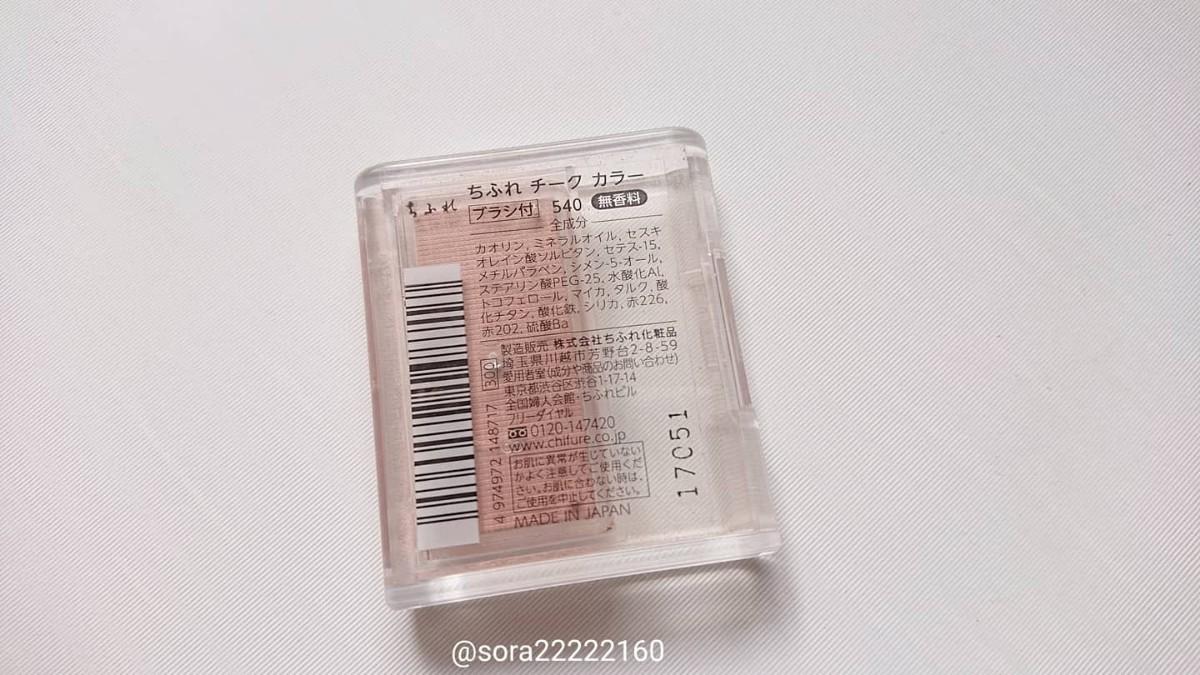 ちふれ チーク カラー
ちふれ
ブラシ付 540 無香料
全成分
カオリン, ミネラルオイル, セスキ
オレイン酸ソルビタン, セテス-15,
メチルパラベン, シメン-5-オール,
ステアリン酸PEG-25, 水酸化Al,
トコフェロール, マイカ, タルク, 酸
化チタン, 酸化鉄, シリカ, 赤226,
赤202, 硫酸Ba
製造販売 株式会社ちふれ化粧品
埼玉県川越市芳野台2-8-59
愛用者室(成分や商品のお問い合わせ)
東京都渋谷区渋谷1-17-14
全国婦人会館・ちふれビル
フリーダイヤル
0120-147420
www.chifure.co.jp
お肌に異常が生じていない
かよく注意してご使用くだ
さい。お肌に合わない時は、
ご使用を中止してください。
MADE IN JAPAN
4 974972 148717
300
17C51
@sora22222160